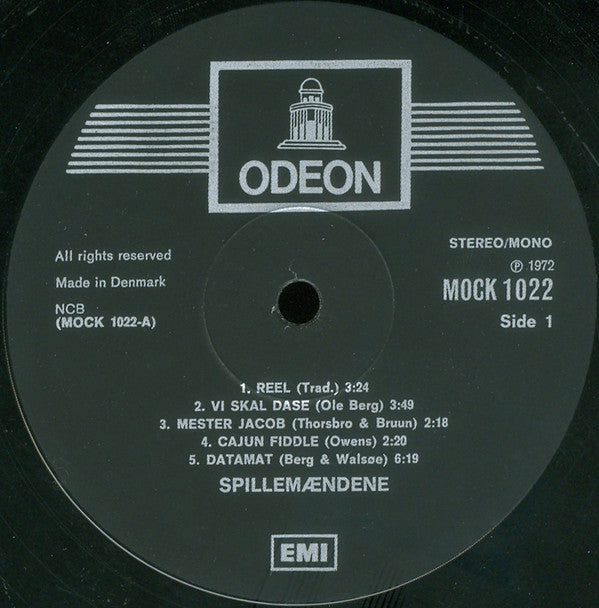 ODEON
All rights reserved
Made in Denmark
NCB
(MOCK 1022-A)
STEREO/MONO
Ⓟ 1972
MOCK 1022
Side 1
1. REEL (Trad.) 3:24
2. VI SKAL DASE (Ole Berg) 3:49
3. MESTER JACOB (Thorsbro & Bruun) 2:18
4. CAJUN FIDDLE (Owens) 2:20
5. DATAMAT (Berg & Walsøe) 6:19
SPILLEMÆNDENE
EMI